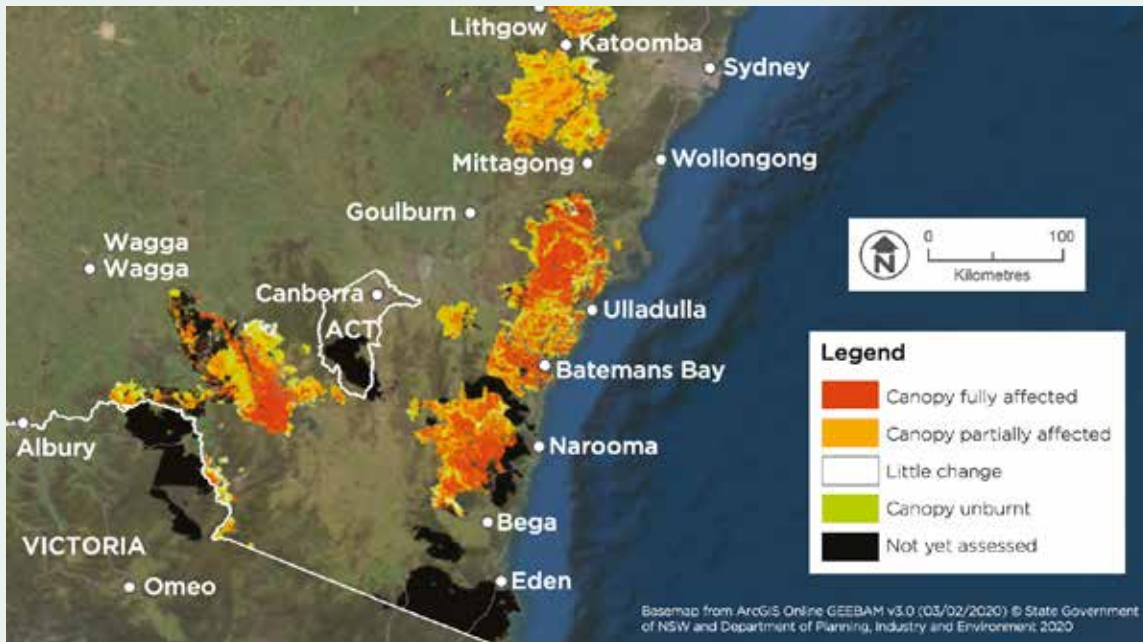 Lithgow
Katoomba
Sydney
Mittagong
Wollongong
Goulburn
Wagga
Wagga
Canberra
ACT
Ulladulla
Batemans Bay
Albury
Narooma
Bega
VICTORIA
Omeo
Eden
N
0 100
Kilometres
Legend
Canopy fully affected
Canopy partially affected
Little change
Canopy unburnt
Not yet assessed
Basemap from ArcGIS Online GEEBAM v3.0 (03/02/2020) © State Government
of NSW and Department of Planning, Industry and Environment 2020